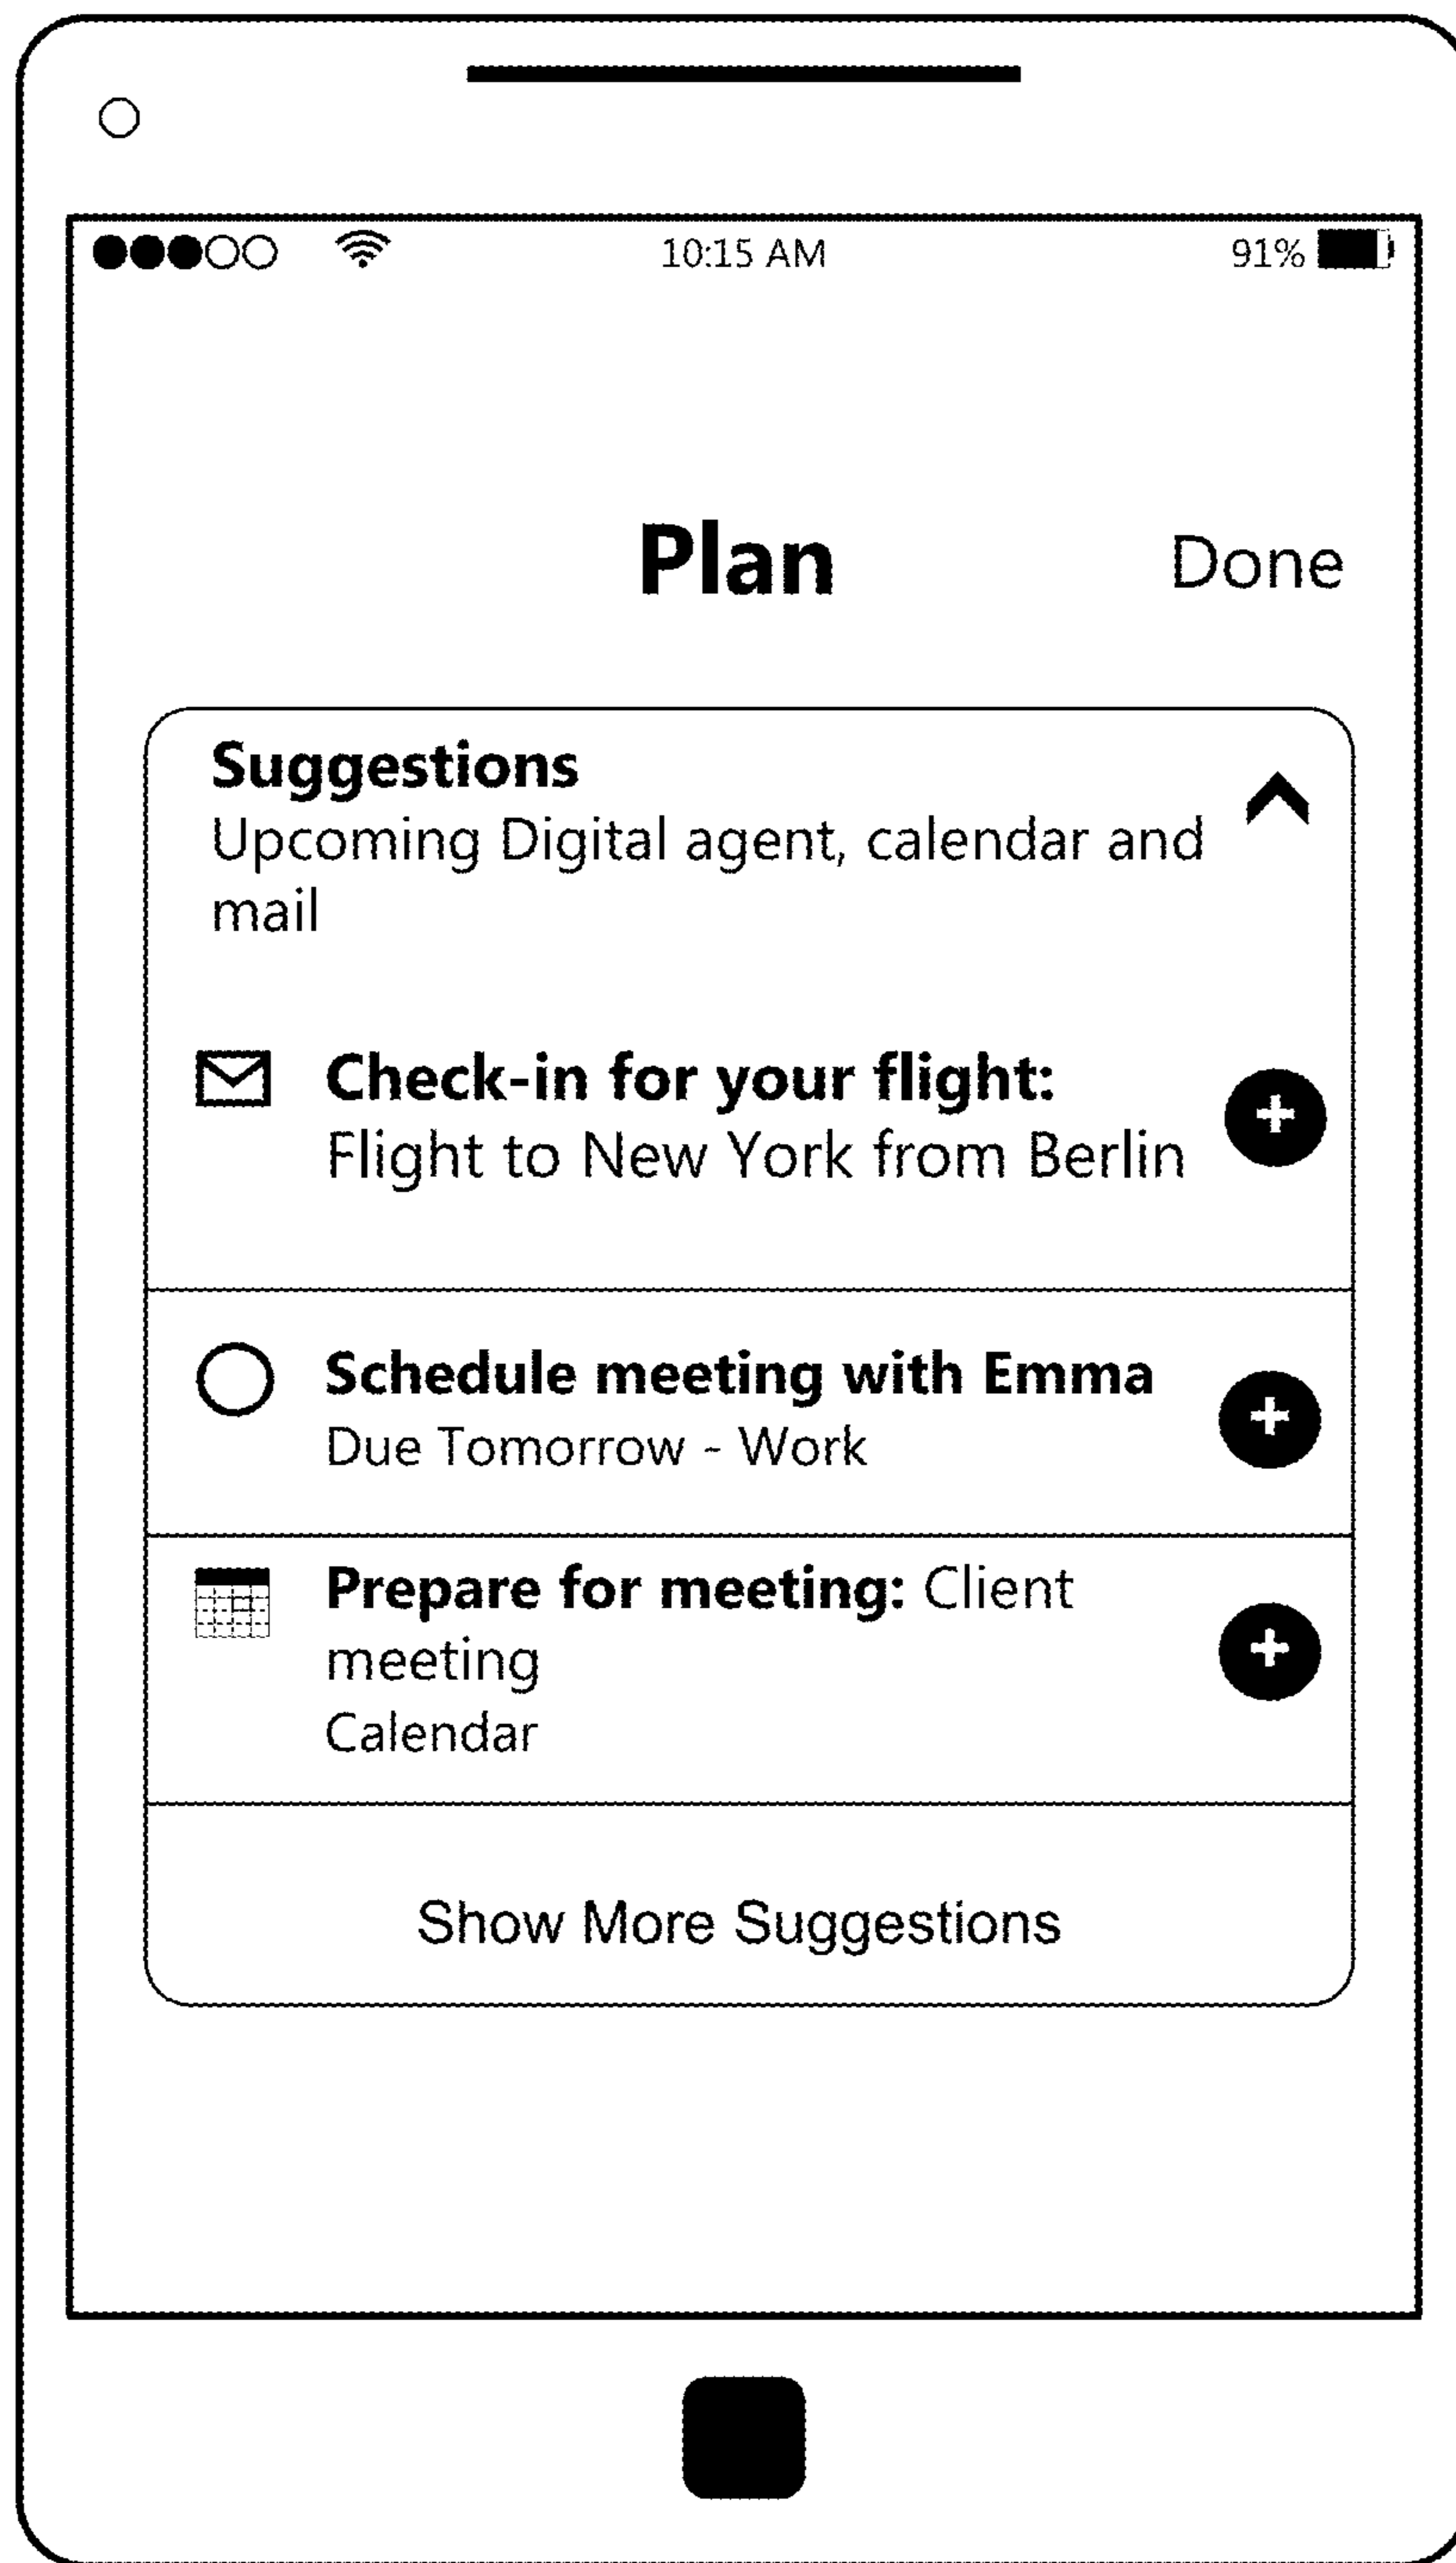 10:15 AM 91%
Plan Done
Suggestions
Upcoming Digital agent, calendar and
mail
Check-in for your flight:
Flight to New York from Berlin
Schedule meeting with Emma
Due Tomorrow - Work
Prepare for meeting: Client
meeting
Calendar
Show More Suggestions